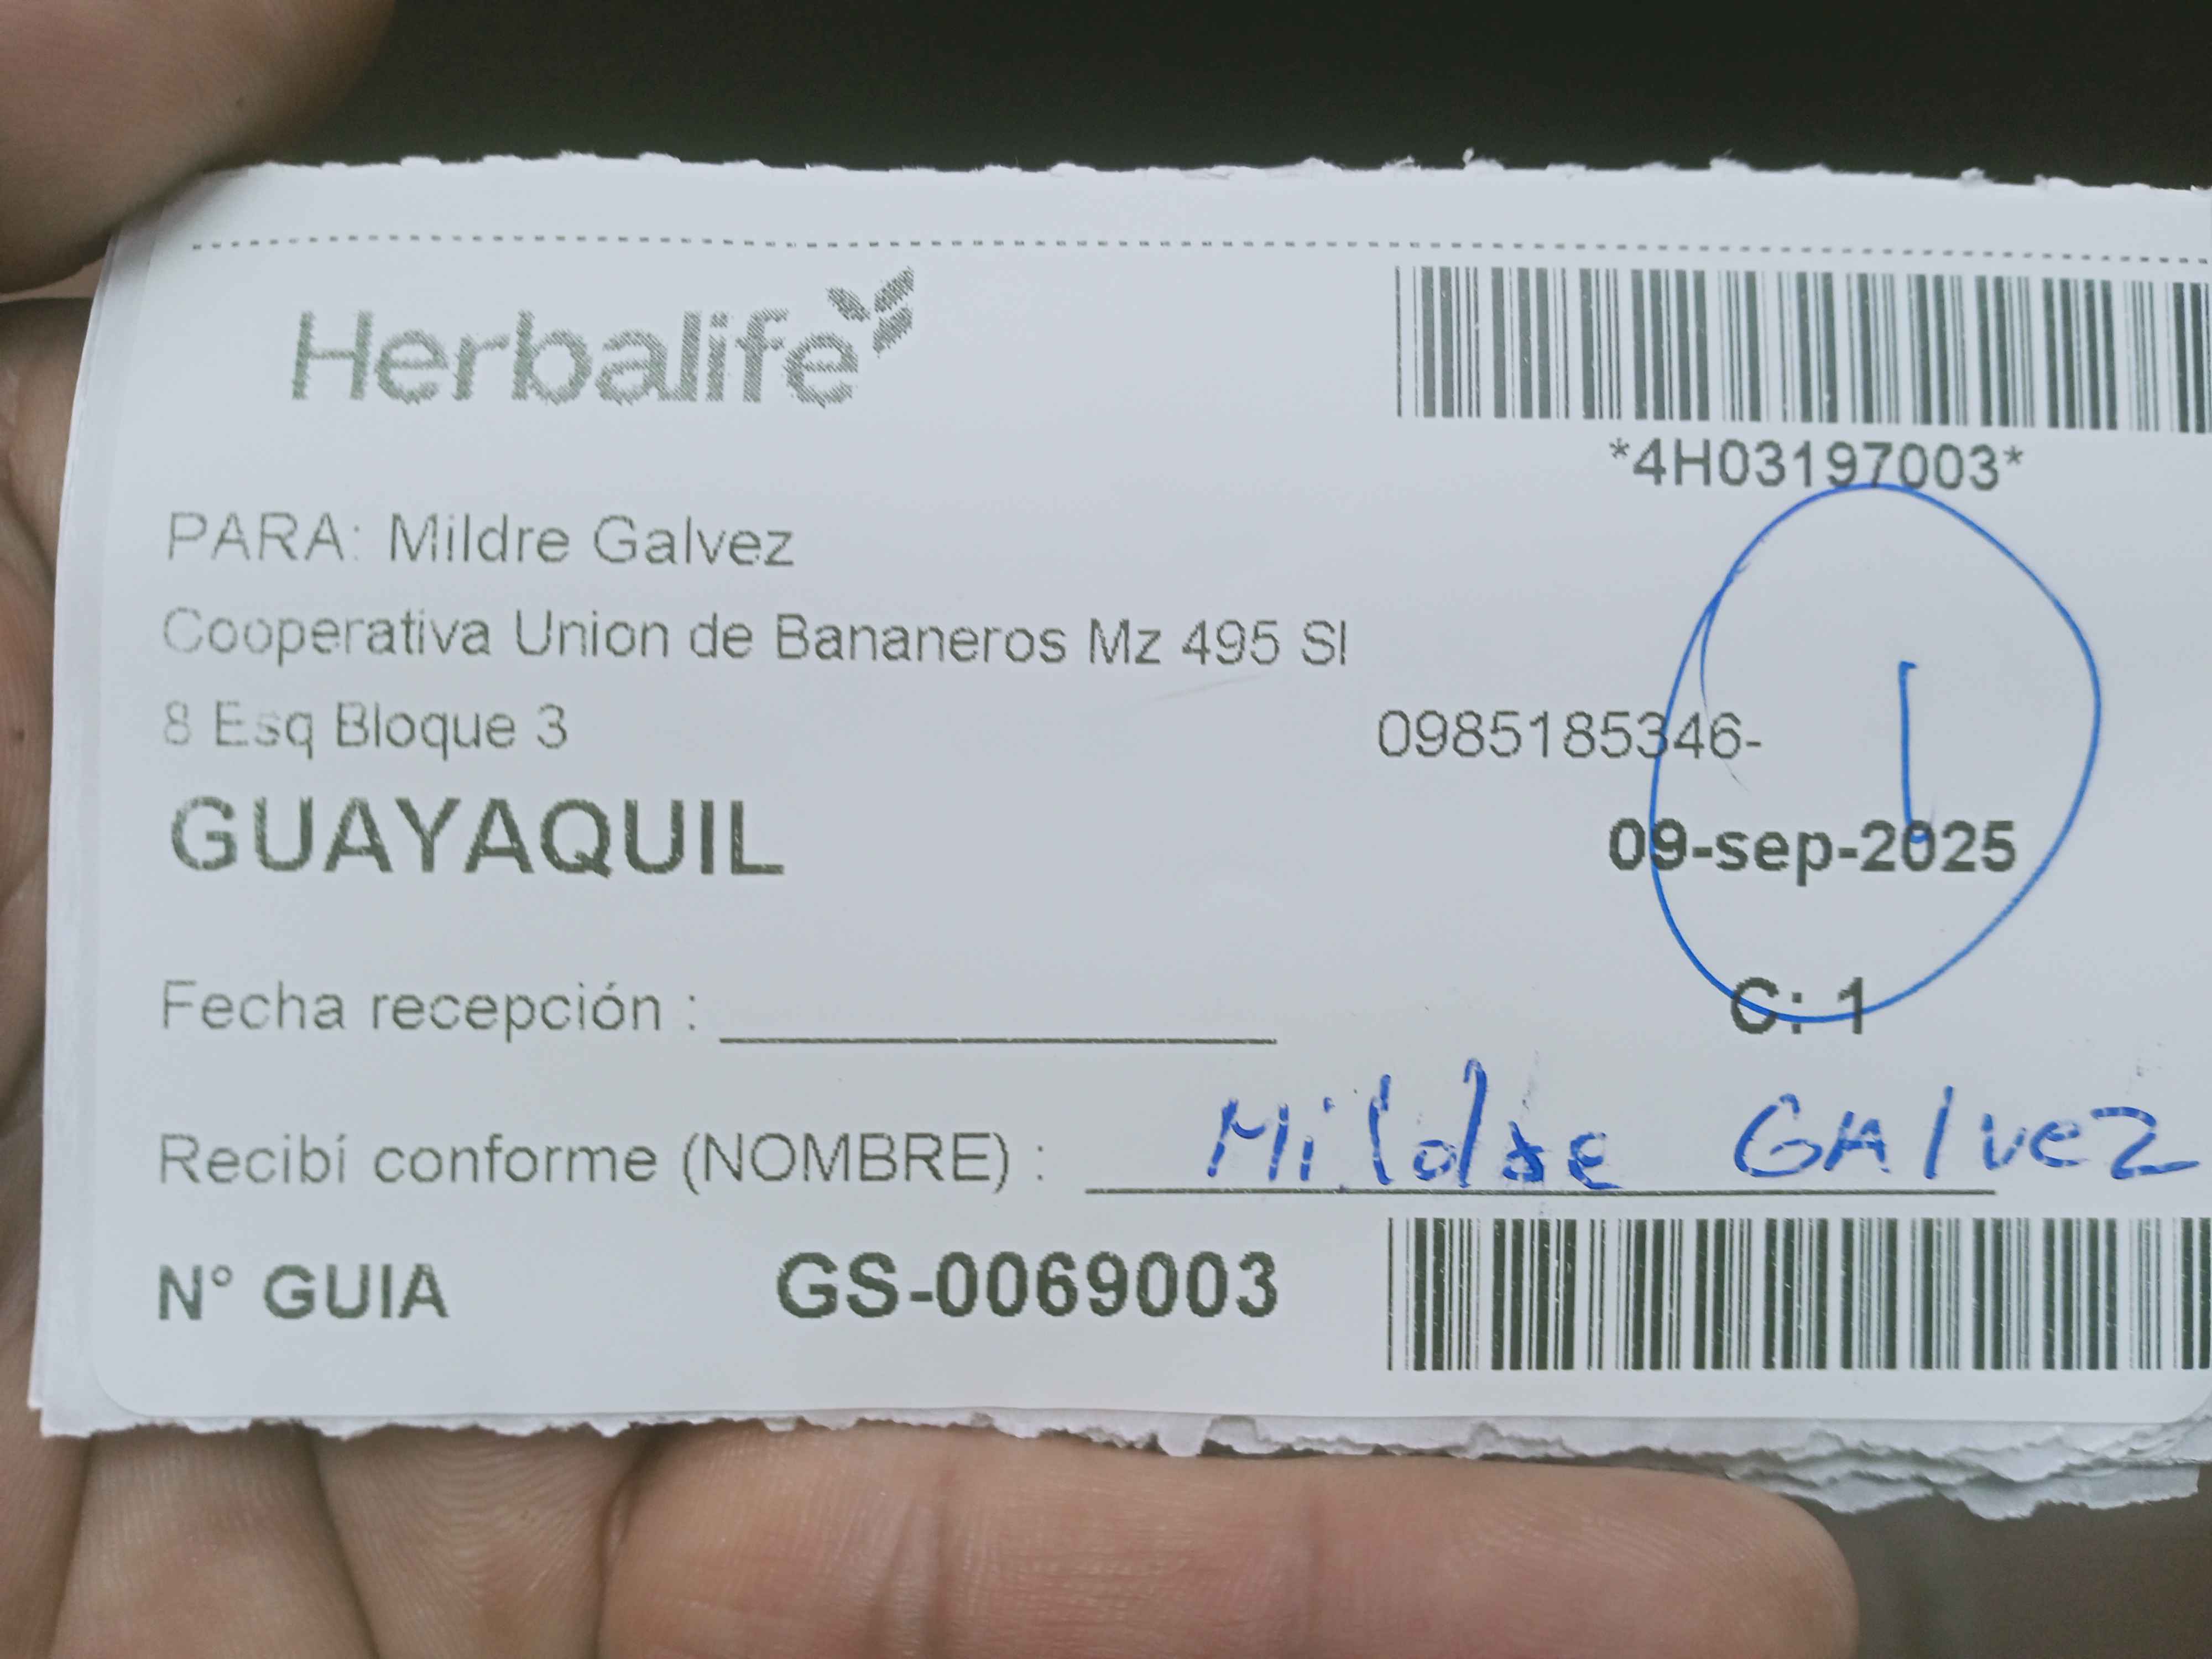 Herbalife
*4H03197003*
PARA: Mildre Galvez
Cooperativa Union de Bananeros Mz 495 Sl
8 Esq Bloque 3
0985185346-
1
GUAYAQUIL
09-sep-2025
Fecha recepción :
C: 1
Recibí conforme (NOMBRE) : Mildre GAlvez
N° GUIA GS-0069003